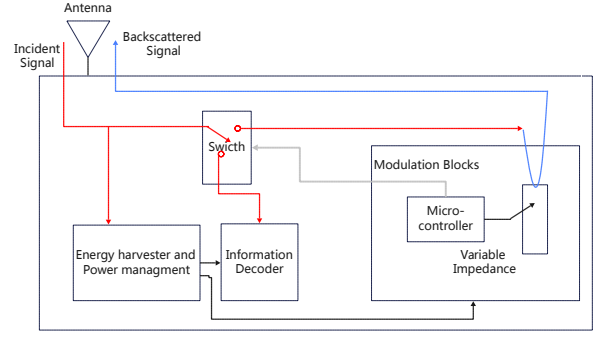 Antenna
Incident
Signal
Backscattered
Signal
Swicth
Modulation Blocks
Micro-
controller
Variable
Impedance
Energy harvester and
Power managment
Information
Decoder